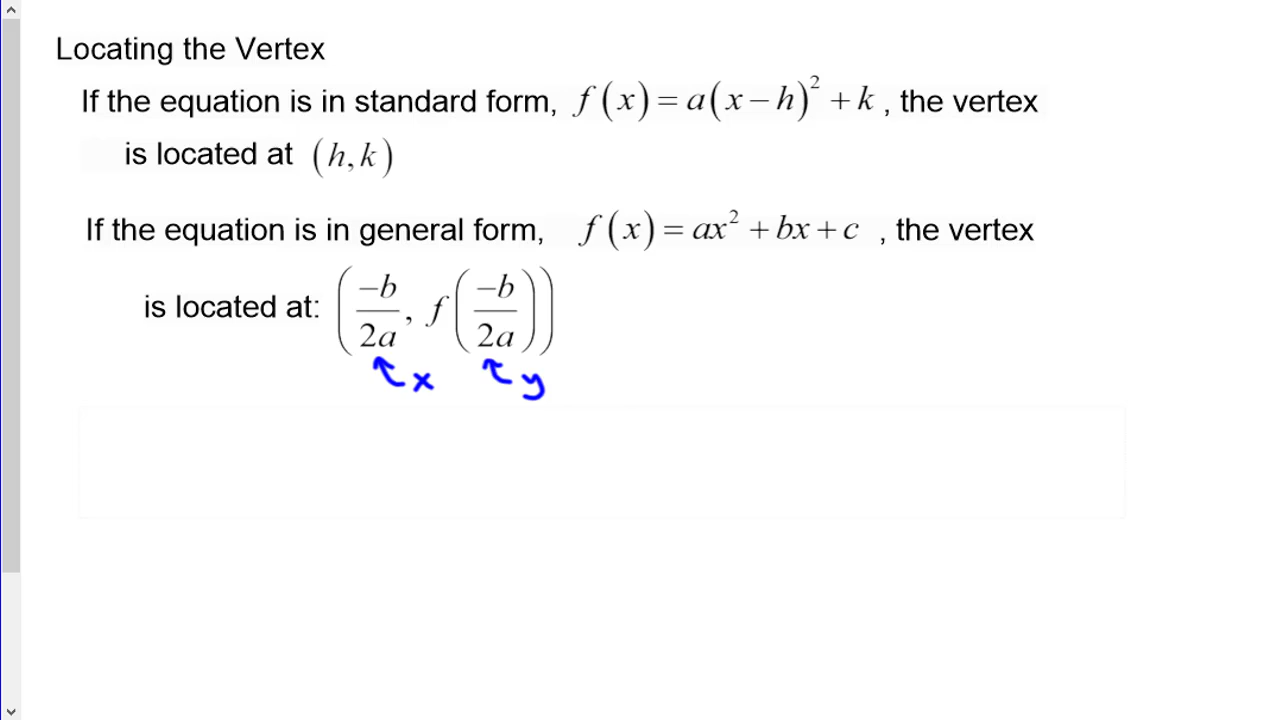 Locating the Vertex
If the equation is in standard form, f(x)=a(x−h)²+k, the vertex
is located at (h,k)
If the equation is in general form, f(x)=ax²+bx+c , the vertex
is located at: (−b/2a, f(−b/2a))
x y